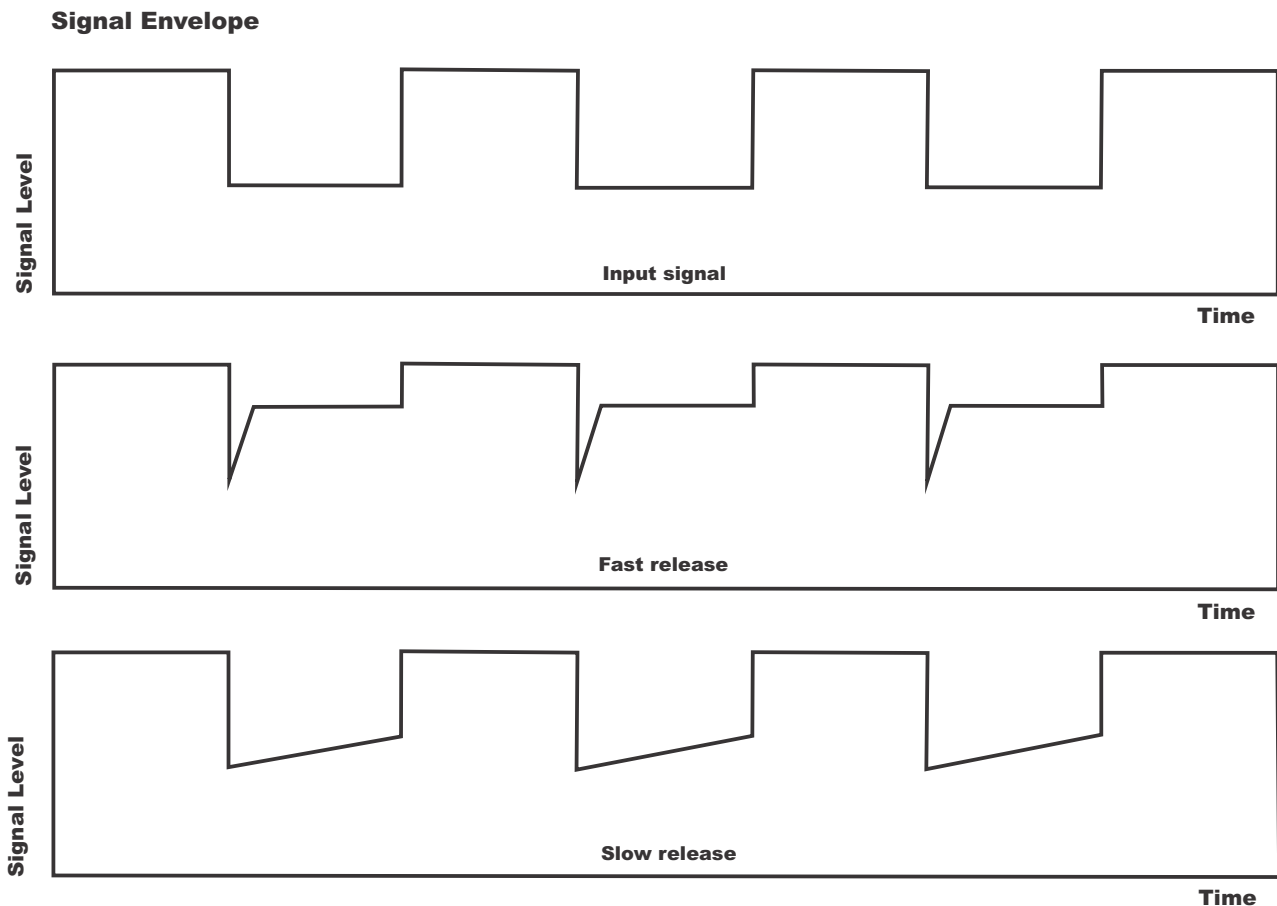 Signal Envelope
Signal Level
Input signal
Time
Signal Level
Fast release
Time
Signal Level
Slow release
Time